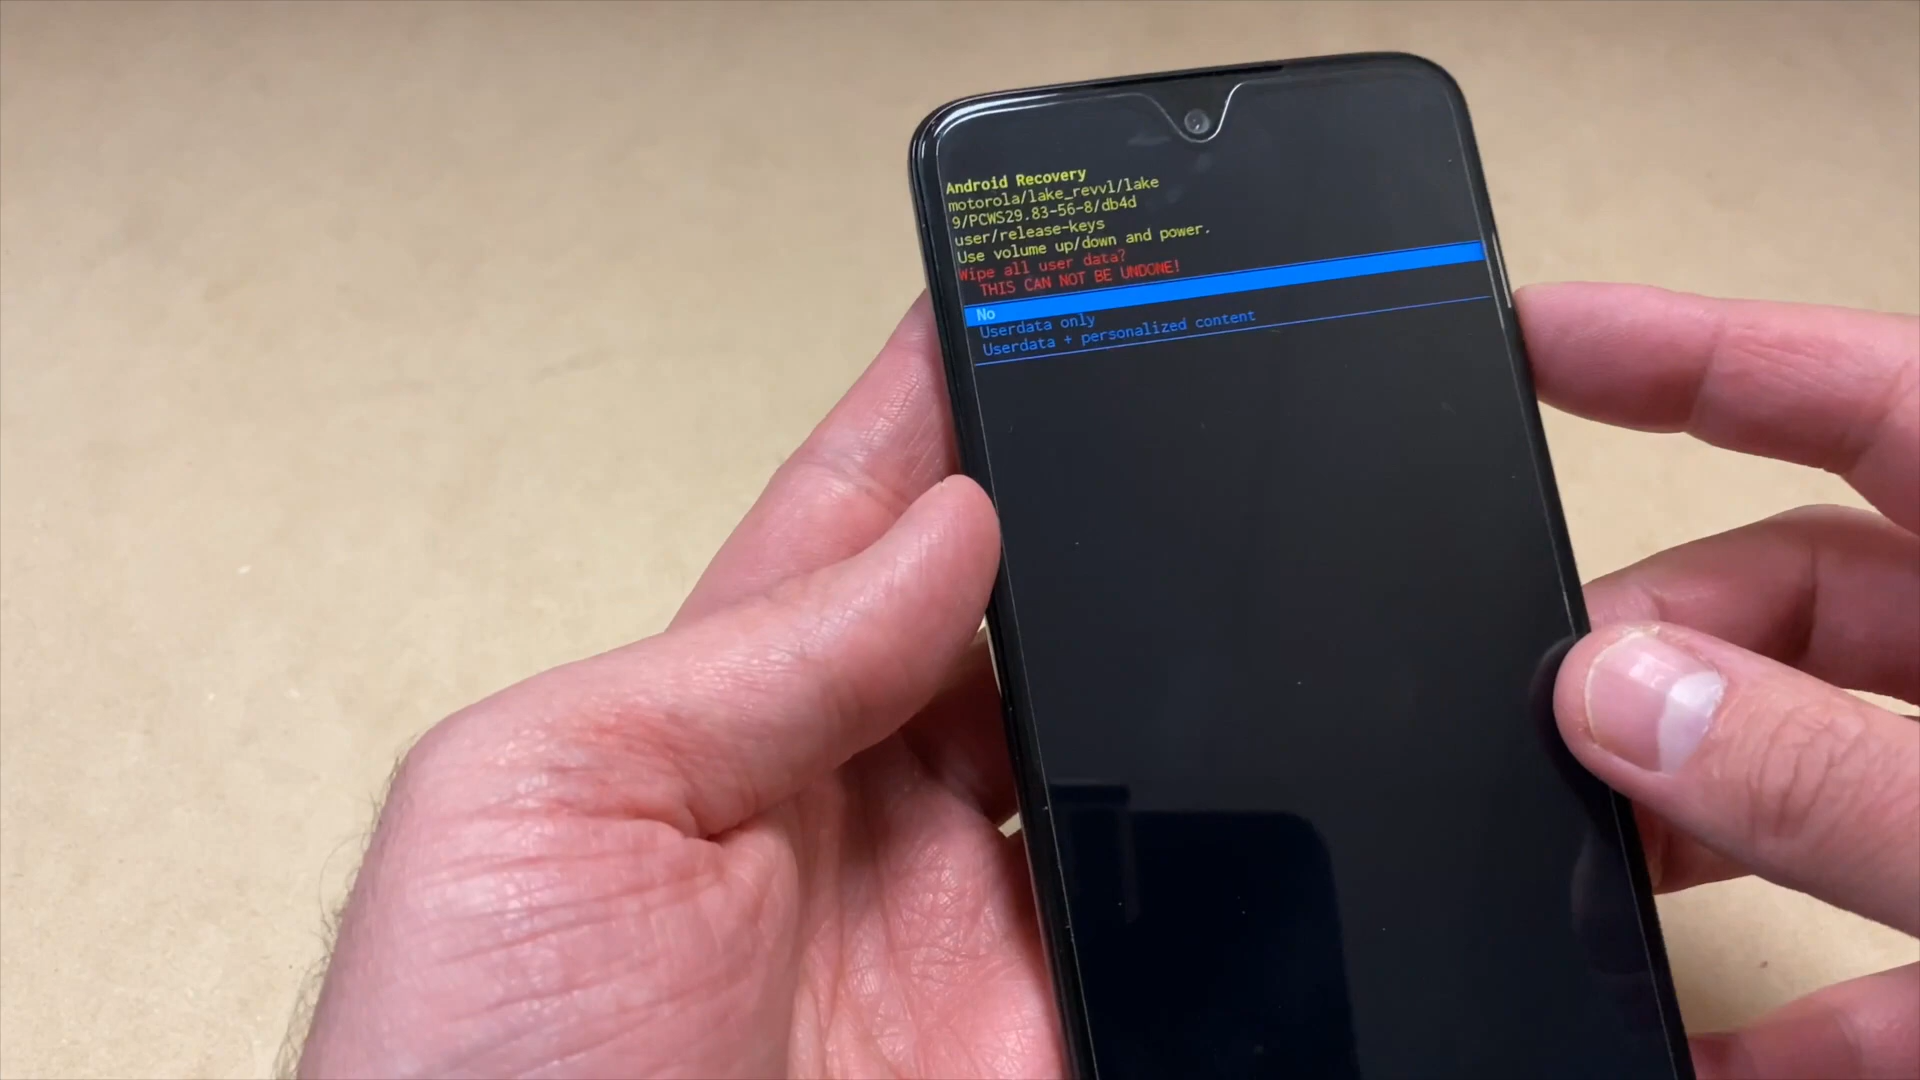 Android Recovery
motorola/lake_revvl/lake
9/PCWS29.83-56-8/db4d
user/release-keys
Use volume up/down and power.
Wipe all user data?
THIS CAN NOT BE UNDONE!
No
Userdata only
Userdata + personalized content